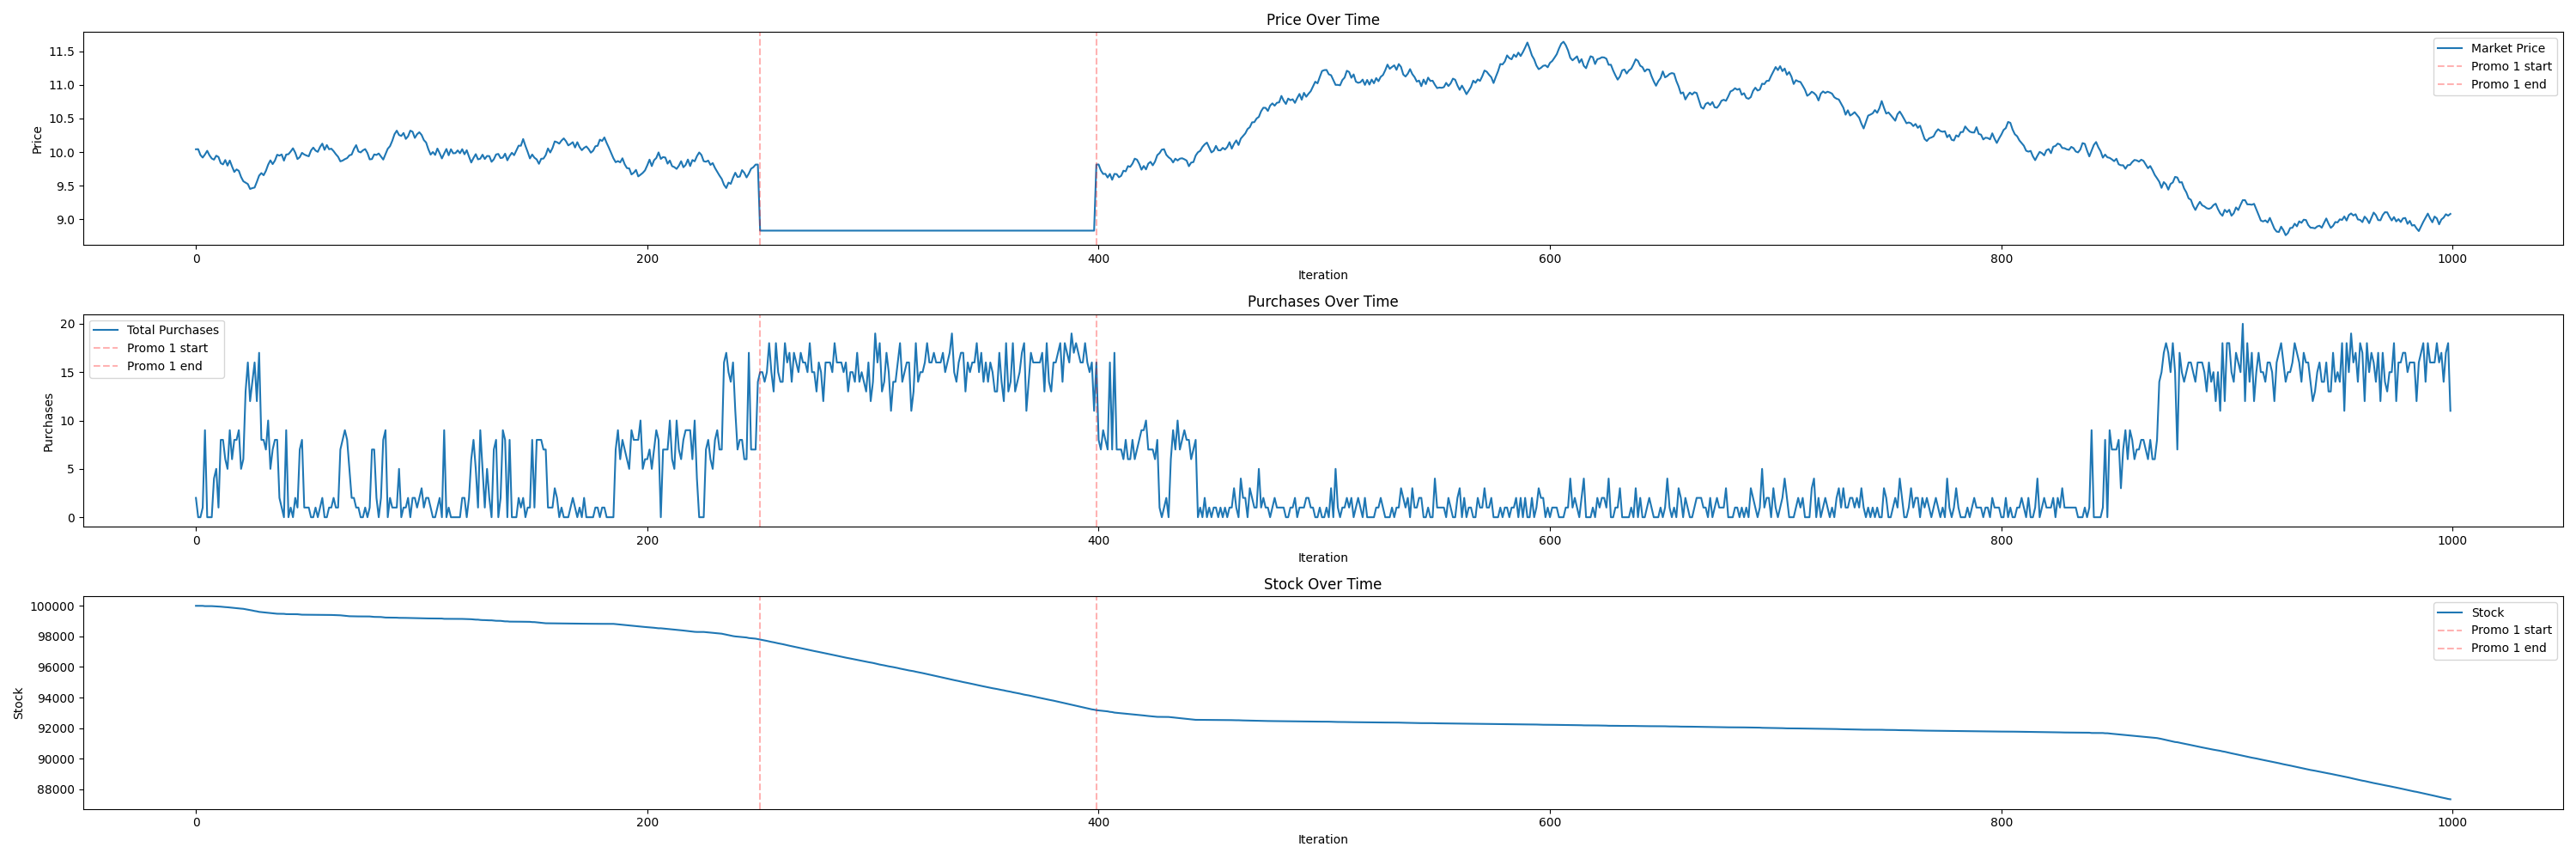 Price Over Time
Price
11.5
11.0
10.5
10.0
9.5
9.0
Market Price
Promo 1 start
Promo 1 end
0
200
400
600
800
1000
Iteration
Purchases Over Time
Purchases
20
15
10
5
0
Total Purchases
Promo 1 start
Promo 1 end
0
200
400
600
800
1000
Iteration
Stock Over Time
Stock
100000
98000
96000
94000
92000
90000
88000
Stock
Promo 1 start
Promo 1 end
0
200
400
600
800
1000
Iteration